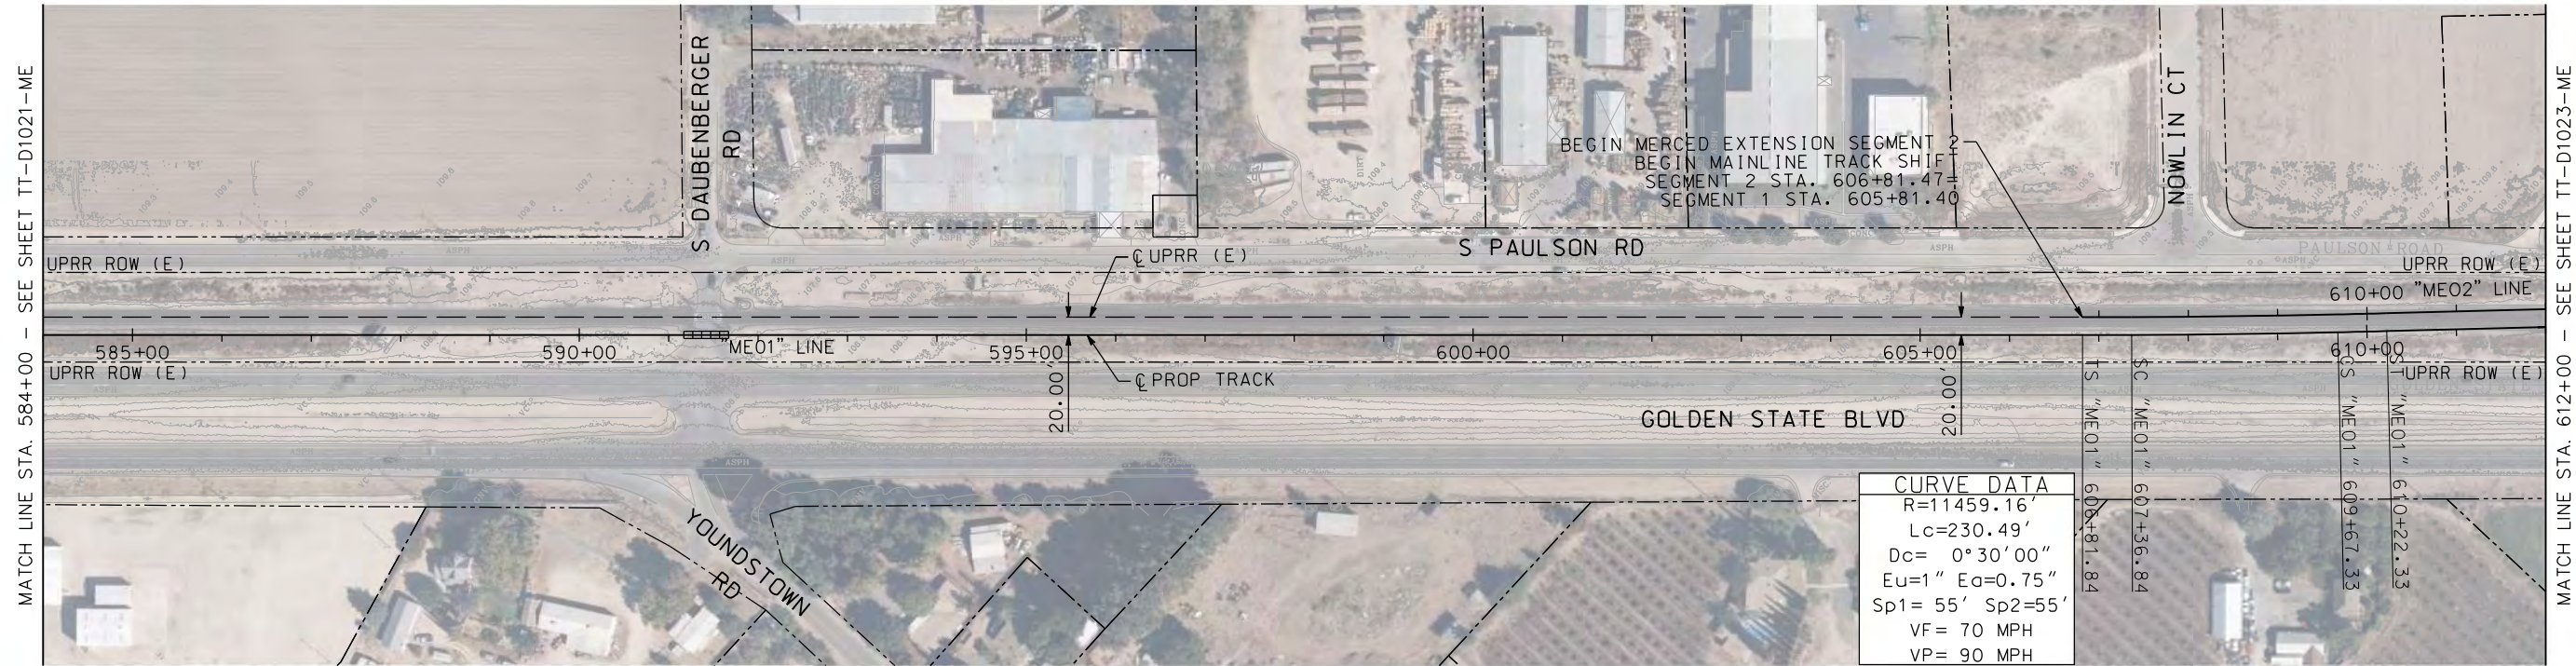 MATCH LINE STA. 584+00 - SEE SHEET TT-D1021-ME
S DAUBENBERGER
RD
BEGIN MERCED EXTENSION SEGMENT 2
BEGIN MAINLINE TRACK SHIFT
SEGMENT 2 STA. 606+81.47=
SEGMENT 1 STA. 605+81.40
NOWLIN CT
UPRR ROW (E)
℄ UPRR (E)
S PAULSON RD
PAULSON ROAD
UPRR ROW (E)
610+00 "ME02" LINE
585+00
590+00
"ME01" LINE
595+00
600+00
605+00
610+00
UPRR ROW (E)
20.00'
℄ PROP TRACK
20.00'
UPRR ROW (E)
GOLDEN STATE BLVD
YOUNDSTOWN
RD
CURVE DATA
R=11459.16'
Lc=230.49'
Dc= 0°30'00"
Eu=1" Ea=0.75"
Sp1= 55' Sp2=55'
VF= 70 MPH
VP= 90 MPH
TS "ME01" 606+81.84
SC "ME01" 607+36.84
CS "ME01" 609+67.33
ST "ME01" 610+22.33
MATCH LINE STA. 612+00 - SEE SHEET TT-D1023-ME